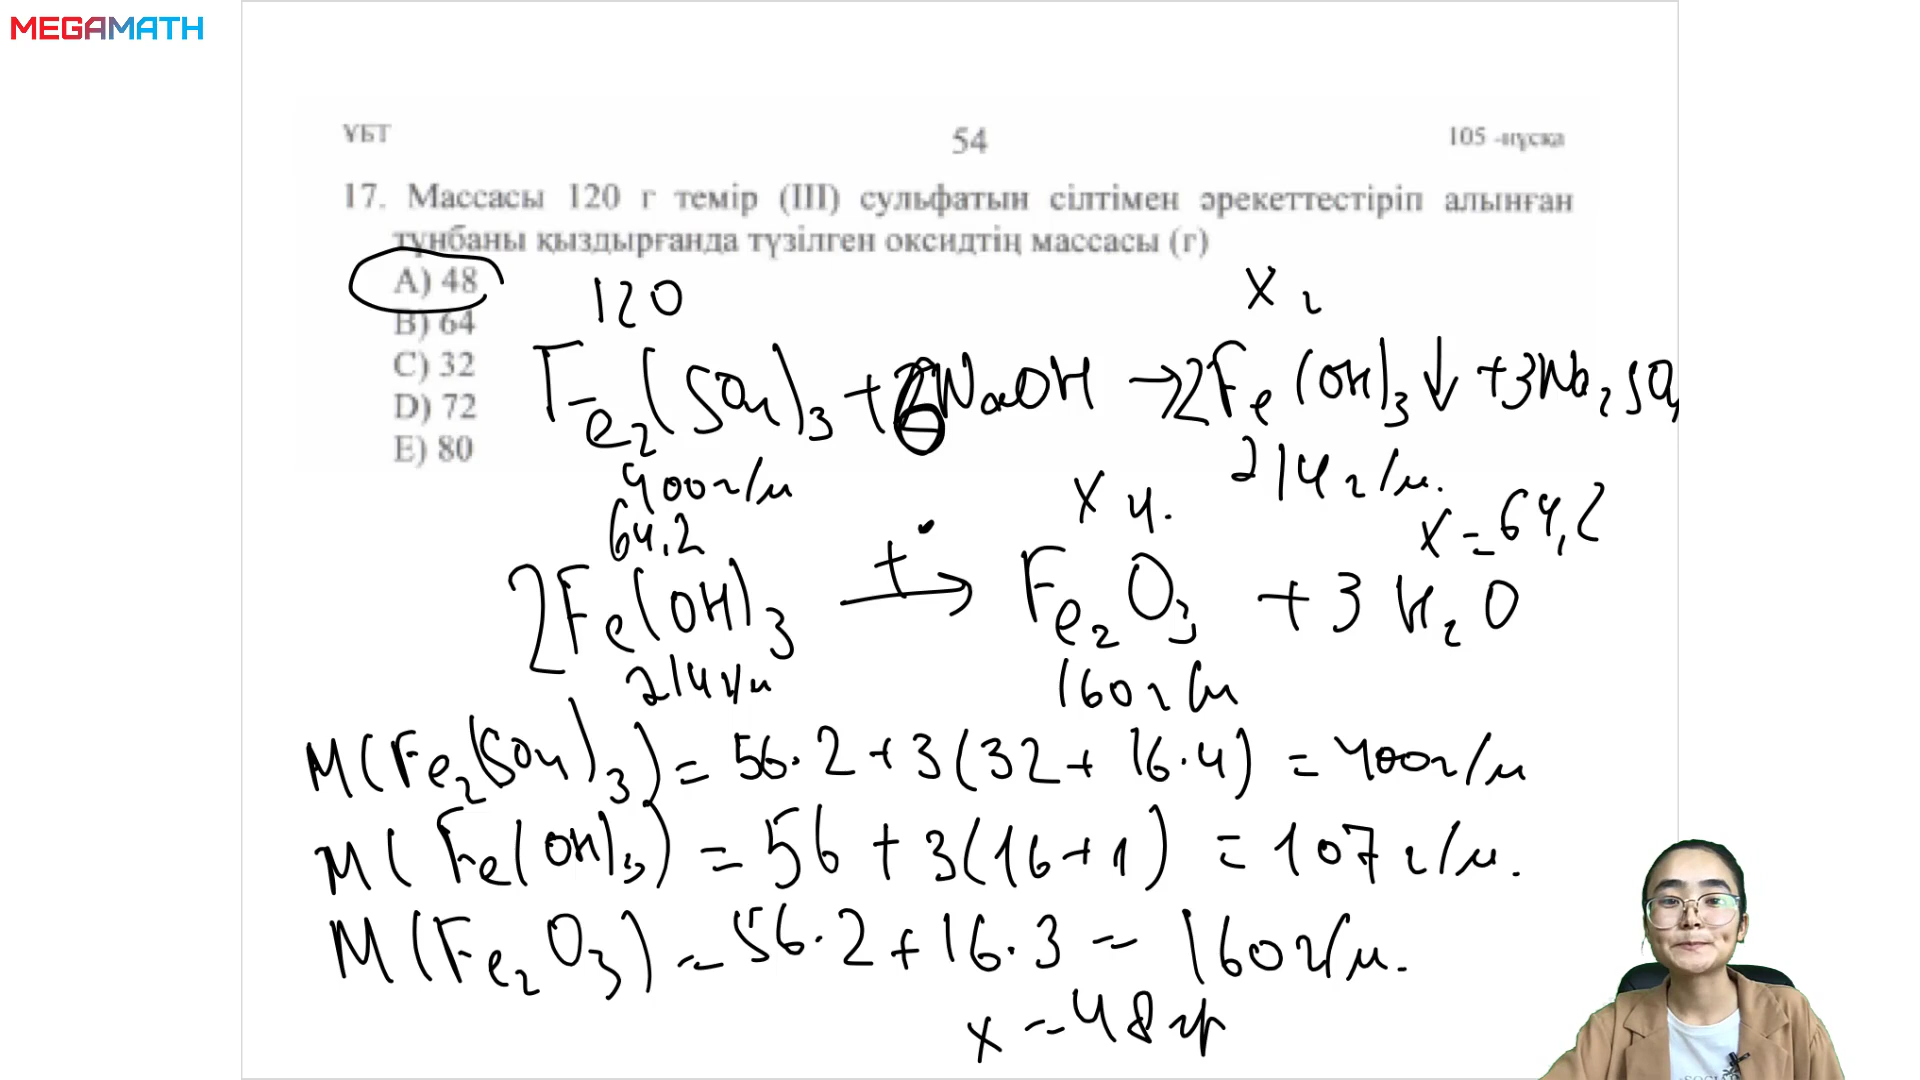 MEGAMATH
ҰБТ 54 105 -нұсқа
17. Массасы 120 г темір (III) сульфатын сілтімен әрекеттестіріп алынған
тұнбаны қыздырғанда түзілген оксидтің массасы (г)
A) 48
B) 64
C) 32
D) 72
E) 80
120 X г
Fe₂(SO₄)₃ + 6NaOH → 2Fe(OH)₃↓ + 3Na₂SO₄
400г/м 214г/м.
x = 64,2
64,2 X г.
2Fe(OH)₃ t°→ Fe₂O₃ + 3H₂O
214г/м 160г/м
M(Fe₂(SO₄)₃) = 56·2+3(32+16·4) = 400г/м
M(Fe(OH)₃) = 56+3(16+1) = 107г/м.
M(Fe₂O₃) = 56·2+16·3 = 160г/м.
x = 48гр